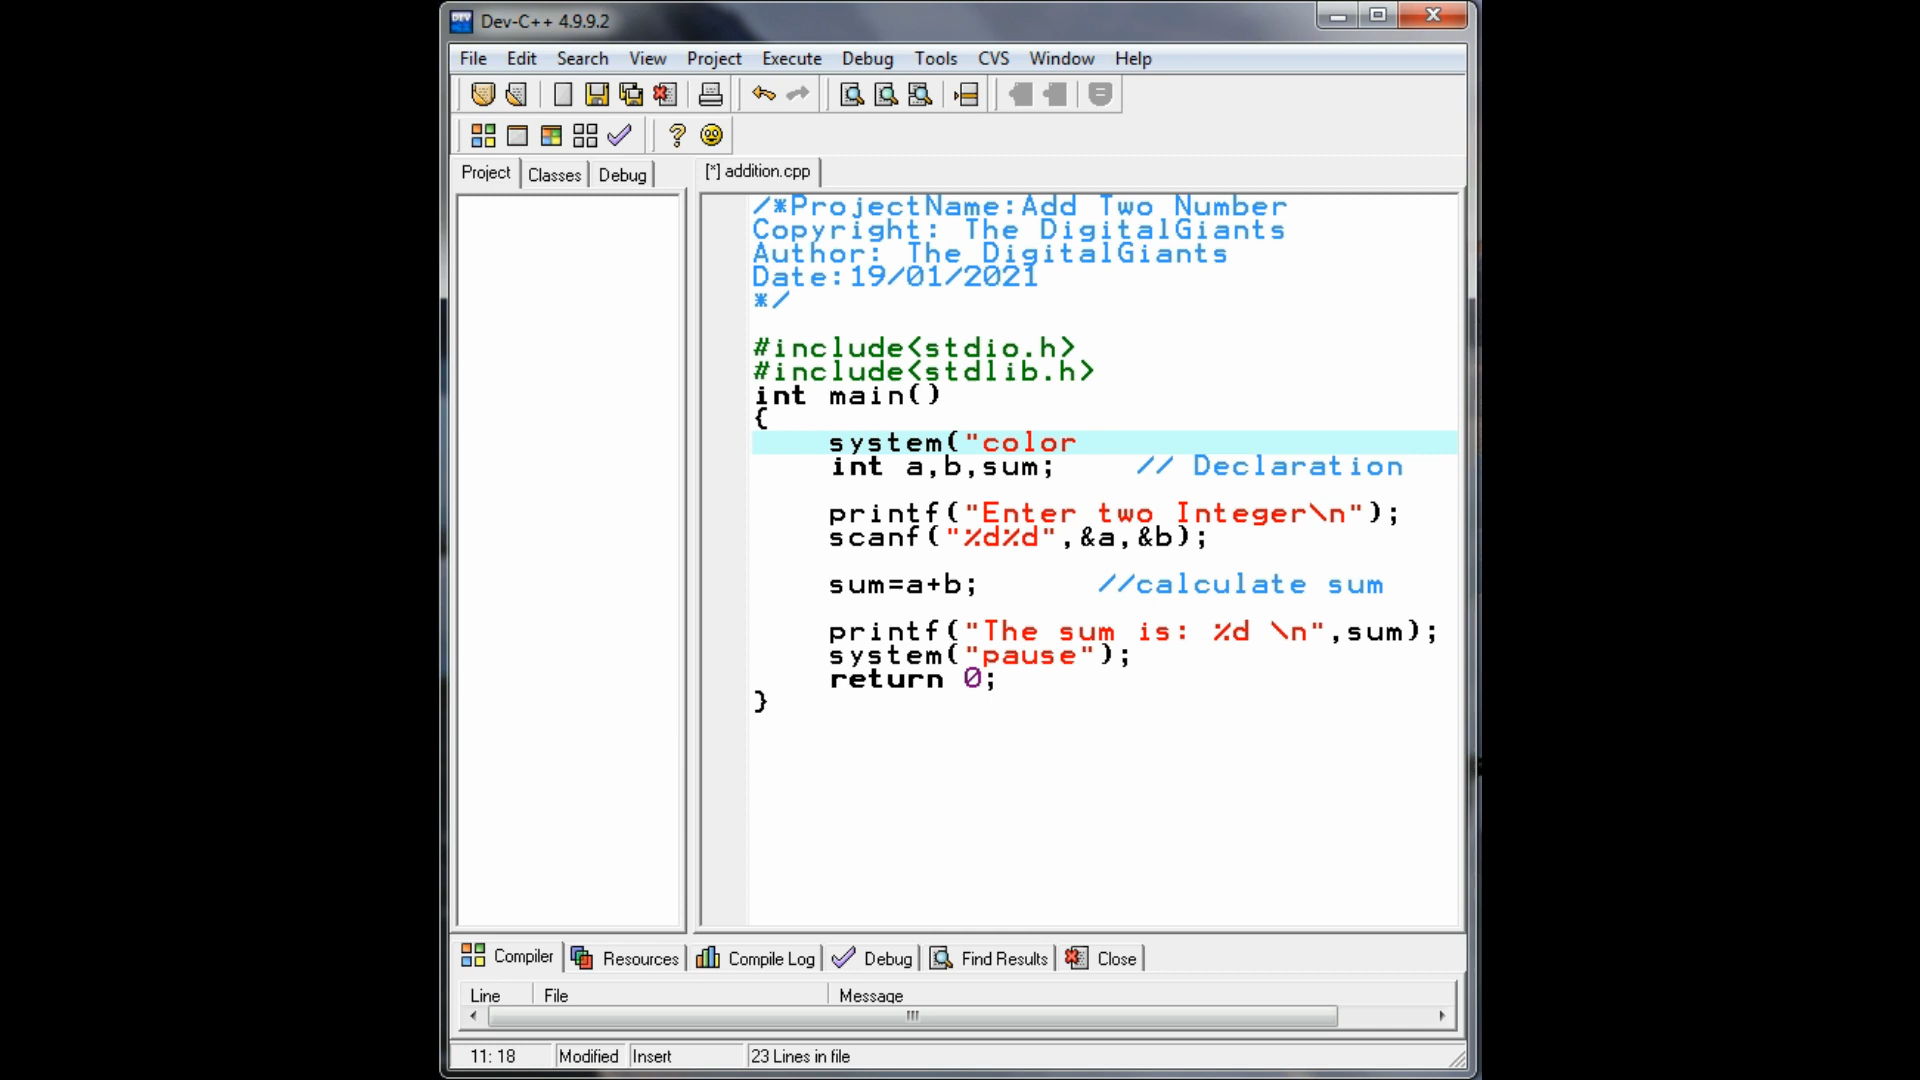 Dev-C++ 4.9.9.2
File Edit Search View Project Execute Debug Tools CVS Window Help
Project Classes Debug
[*] addition.cpp
/*ProjectName:Add Two Number
Copyright: The DigitalGiants
Author: The DigitalGiants
Date:19/01/2021
*/
#include<stdio.h>
#include<stdlib.h>
int main()
{
system("color
int a,b,sum; // Declaration
printf("Enter two Integer\n");
scanf("%d%d",&a,&b);
sum=a+b; //calculate sum
printf("The sum is: %d \n",sum);
system("pause");
return 0;
}
Compiler Resources Compile Log Debug Find Results Close
Line File Message
11: 18 Modified Insert 23 Lines in file